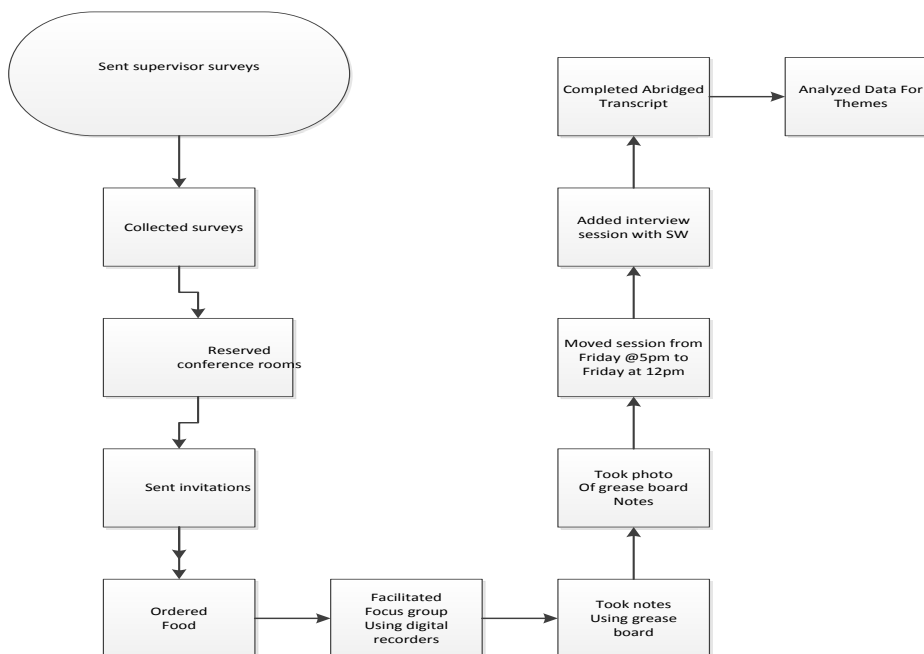 Sent supervisor surveys
Collected surveys
Reserved
conference rooms
Sent invitations
Ordered
Food
Facilitated
Focus group
Using digital
recorders
Took notes
Using grease
board
Took photo
Of grease board
Notes
Moved session from
Friday @5pm to
Friday at 12pm
Added interview
session with SW
Completed Abridged
Transcript
Analyzed Data For
Themes